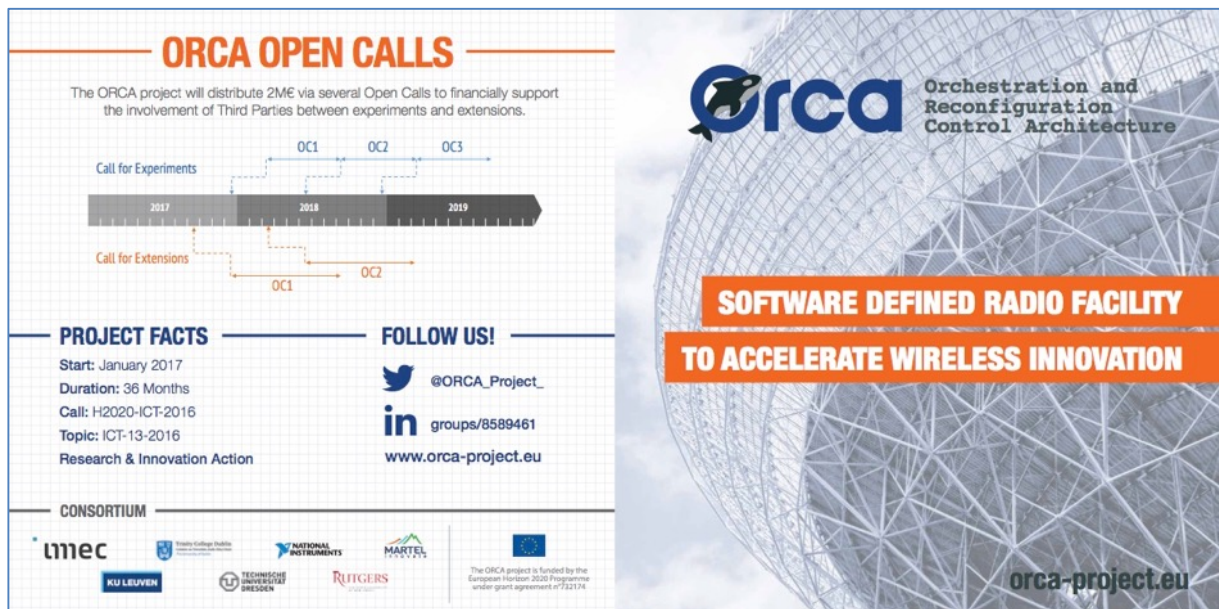 ORCA OPEN CALLS
The ORCA project will distribute 2M€ via several Open Calls to financially support
the involvement of Third Parties between experiments and extensions.
OC1 OC2 OC3
Call for Experiments
2017 2018 2019
Call for Extensions
OC2
OC1
PROJECT FACTS
Start: January 2017
Duration: 36 Months
Call: H2020-ICT-2016
Topic: ICT-13-2016
Research & Innovation Action
FOLLOW US!
@ORCA_Project_
in groups/8589461
www.orca-project.eu
CONSORTIUM
imec
Trinity College Dublin
NATIONAL
INSTRUMENTS
MARTEL
innovate
KU LEUVEN
TECHNISCHE
UNIVERSITÄT
DRESDEN
RUTGERS
The ORCA project is funded by the
European Horizon 2020 Programme
under grant agreement n°732174
Orca
Orchestration and
Reconfiguration
Control Architecture
SOFTWARE DEFINED RADIO FACILITY
TO ACCELERATE WIRELESS INNOVATION
orca-project.eu